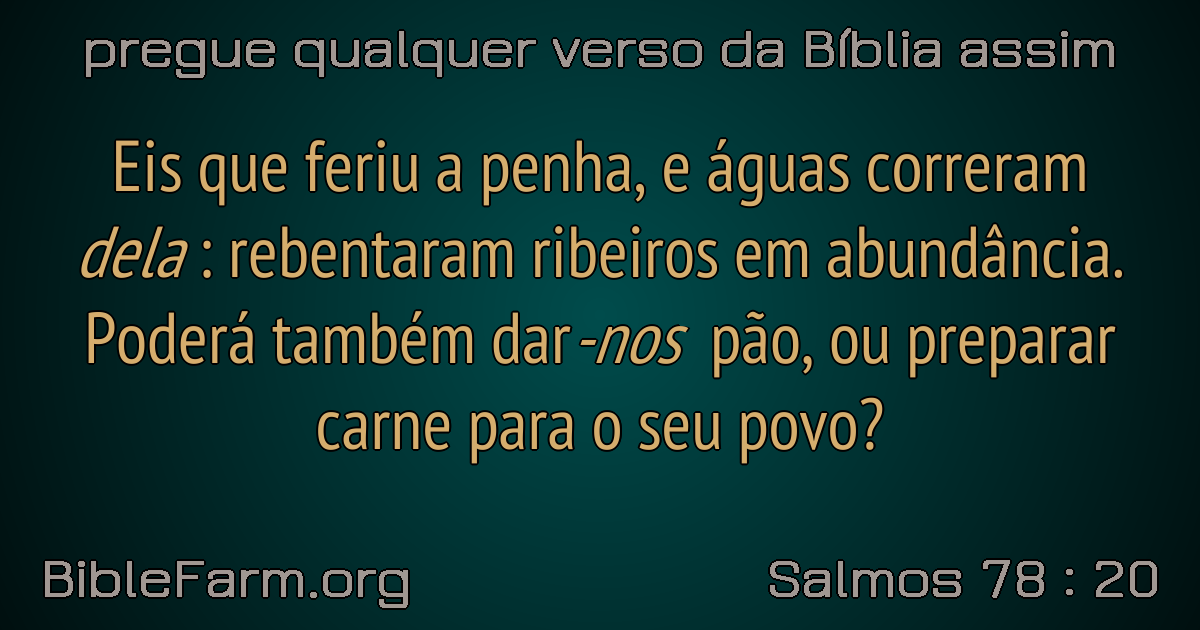 pregue qualquer verso da Bíblia assim
Eis que feriu a penha, e águas correram
dela : rebentaram ribeiros em abundância.
Poderá também dar-nos pão, ou preparar
carne para o seu povo?
BibleFarm.org
Salmos 78 : 20